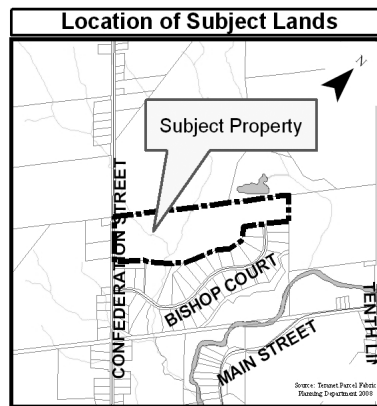 Location of Subject Lands
N
Subject Property
CONFEDERATION STREET
BISHOP COURT
MAIN STREET
TENTH LI
Source: Teranet Parcel Fabric
Planning Department 2008